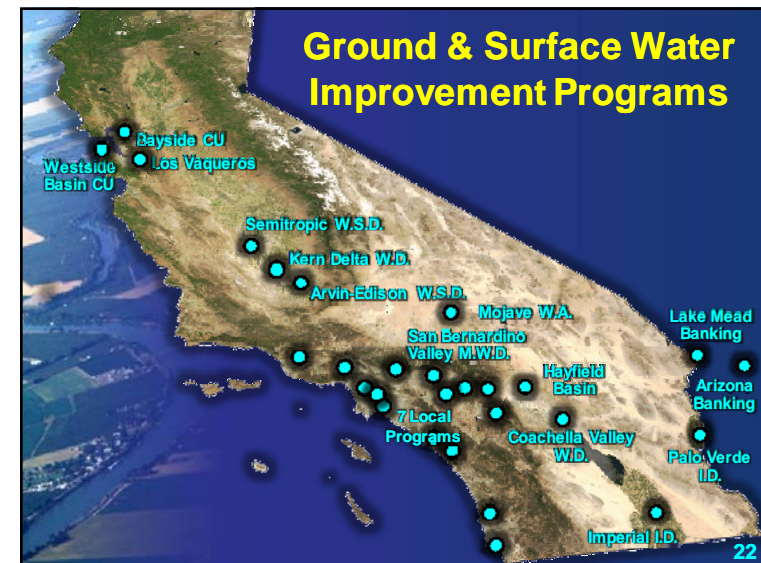 Ground & Surface Water
Improvement Programs
Bayside CU
Los Vaqueros
Westside
Basin CU
Semitropic W.S.D.
Kern Delta W.D.
Arvin-Edison W.S.D.
Mojave W.A.
San Bernardino
Valley M.W.D.
Lake Mead
Banking
Hayfield
Basin
Arizona
Banking
7 Local
Programs
Coachella Valley
W.D.
Palo Verde
I.D.
Imperial I.D.
22